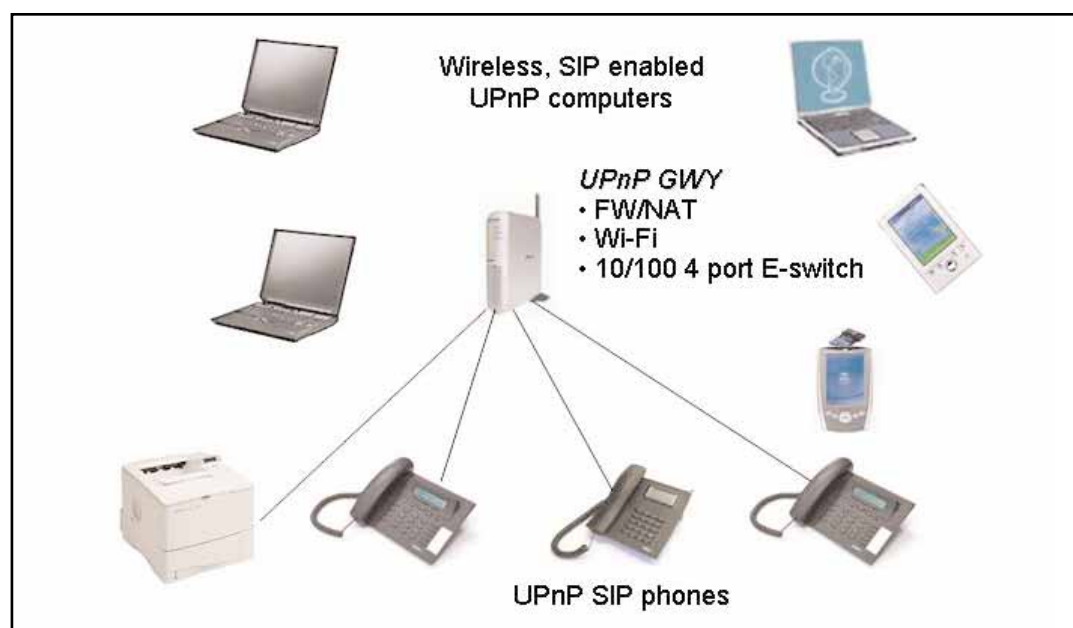 Wireless, SIP enabled
UPnP computers
UPnP GWY
• FW/NAT
• Wi-Fi
• 10/100 4 port E-switch
UPnP SIP phones